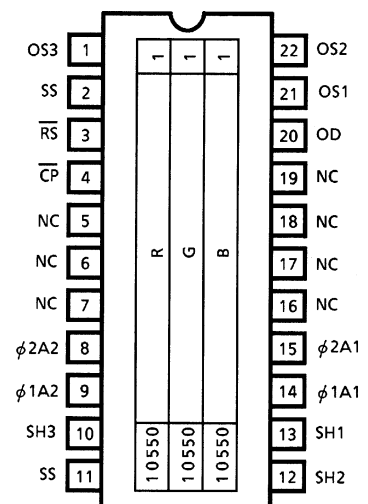 OS3 1 1 1 1 22 OS2
SS 2 21 OS1
R̅S̅ 3 20 OD
C̅P̅ 4 19 NC
NC 5 18 NC
NC 6 R G B 17 NC
NC 7 16 NC
ϕ2A2 8 15 ϕ2A1
ϕ1A2 9 14 ϕ1A1
SH3 10 10550 10550 10550 13 SH1
SS 11 12 SH2